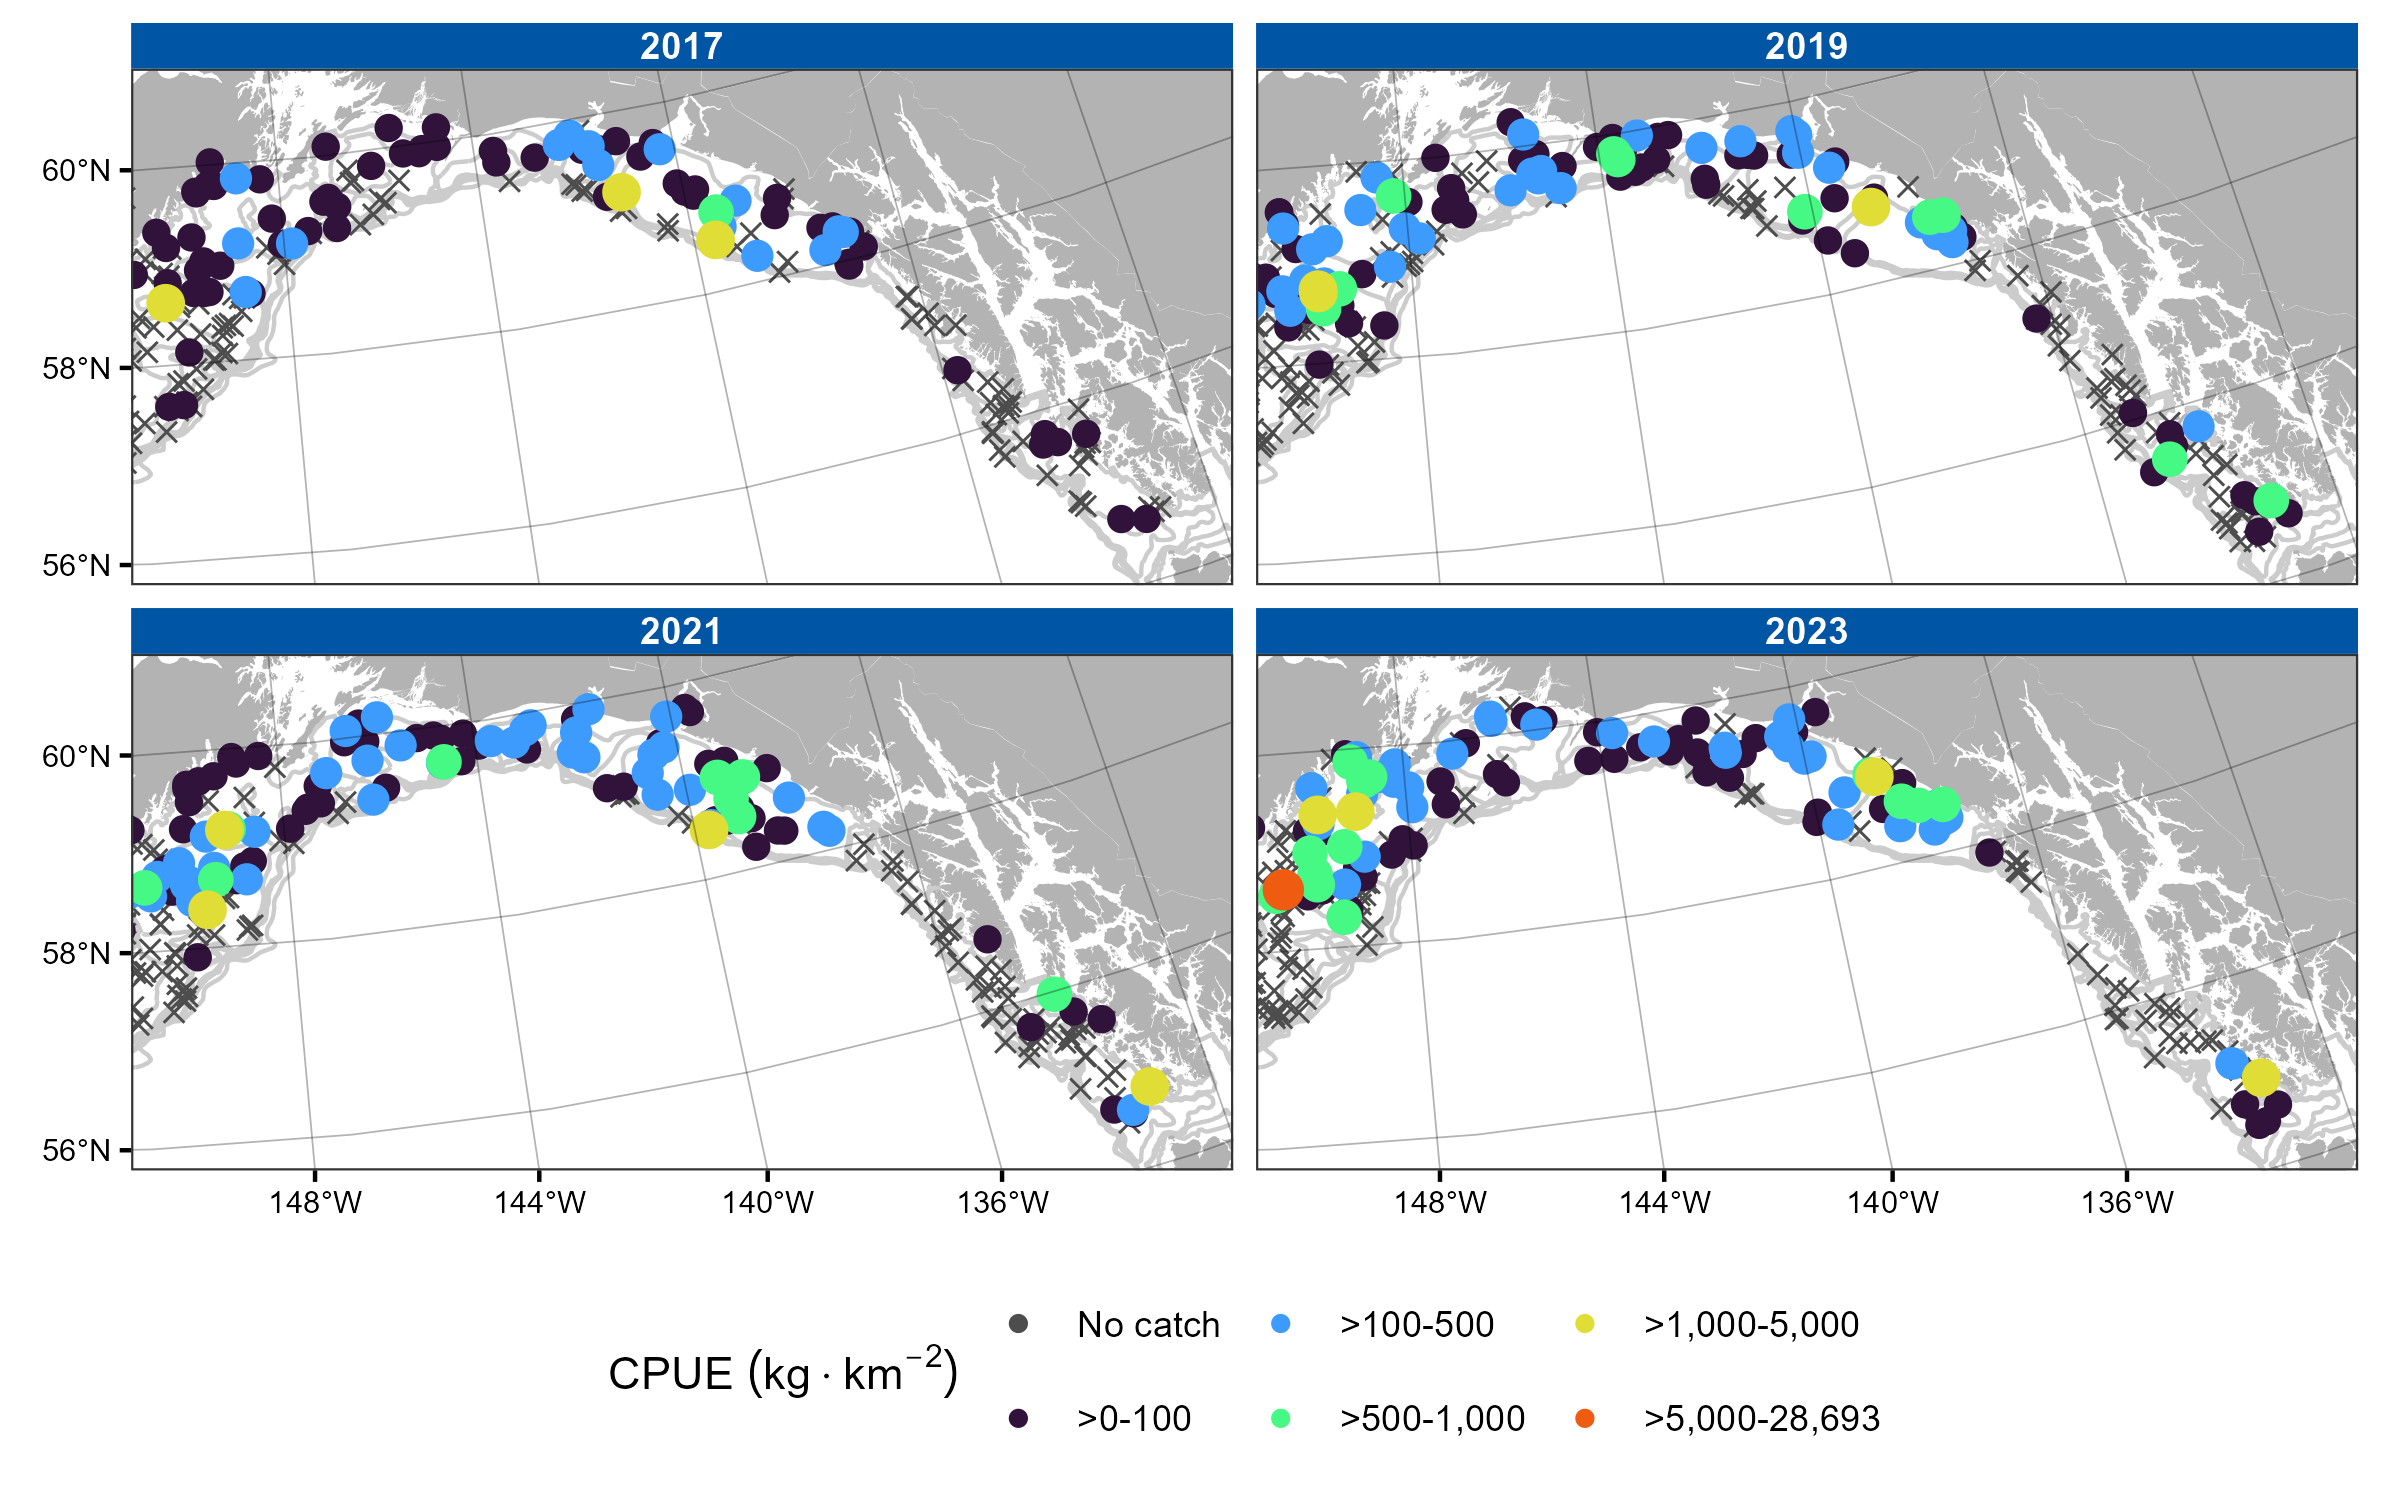 2017
2019
60°N
58°N
56°N
2021
2023
60°N
58°N
56°N
148°W 144°W 140°W 136°W
148°W 144°W 140°W 136°W
CPUE (kg · km⁻²)
No catch
>100-500
>1,000-5,000
>0-100
>500-1,000
>5,000-28,693